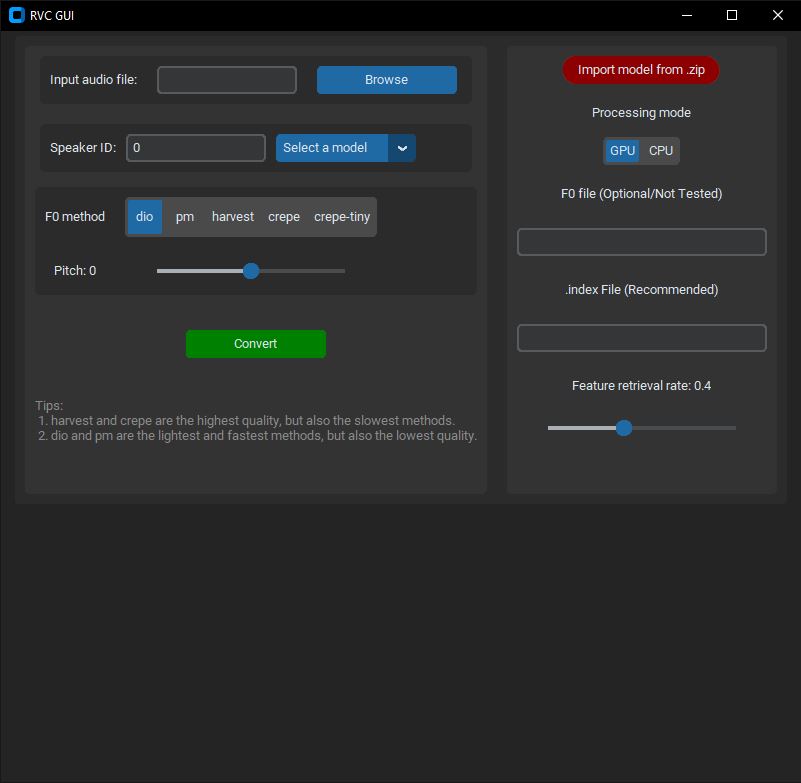 RVC GUI
Input audio file:
Browse
Speaker ID:
0
Select a model
F0 method
dio
pm
harvest
crepe
crepe-tiny
Pitch: 0
Convert
Tips:
1. harvest and crepe are the highest quality, but also the slowest methods.
2. dio and pm are the lightest and fastest methods, but also the lowest quality.
Import model from .zip
Processing mode
GPU
CPU
F0 file (Optional/Not Tested)
.index File (Recommended)
Feature retrieval rate: 0.4